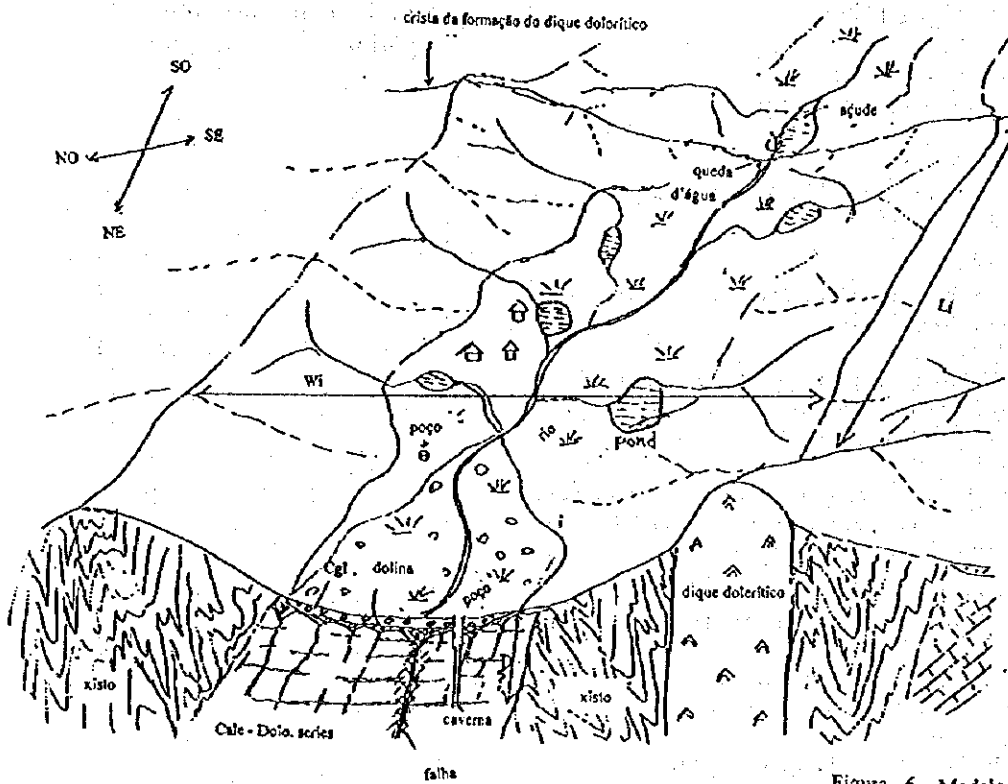 crista da formação do dique dolorítico
SO
SE
NO
NE
açude
queda
d'água
Li
Wi
poço
rio
pond
i
Cgl.
dolina
poço
dique dolerítico
xisto
xisto
Calc - Dolo. series
caverna
falha
Figura 6 - Modelo